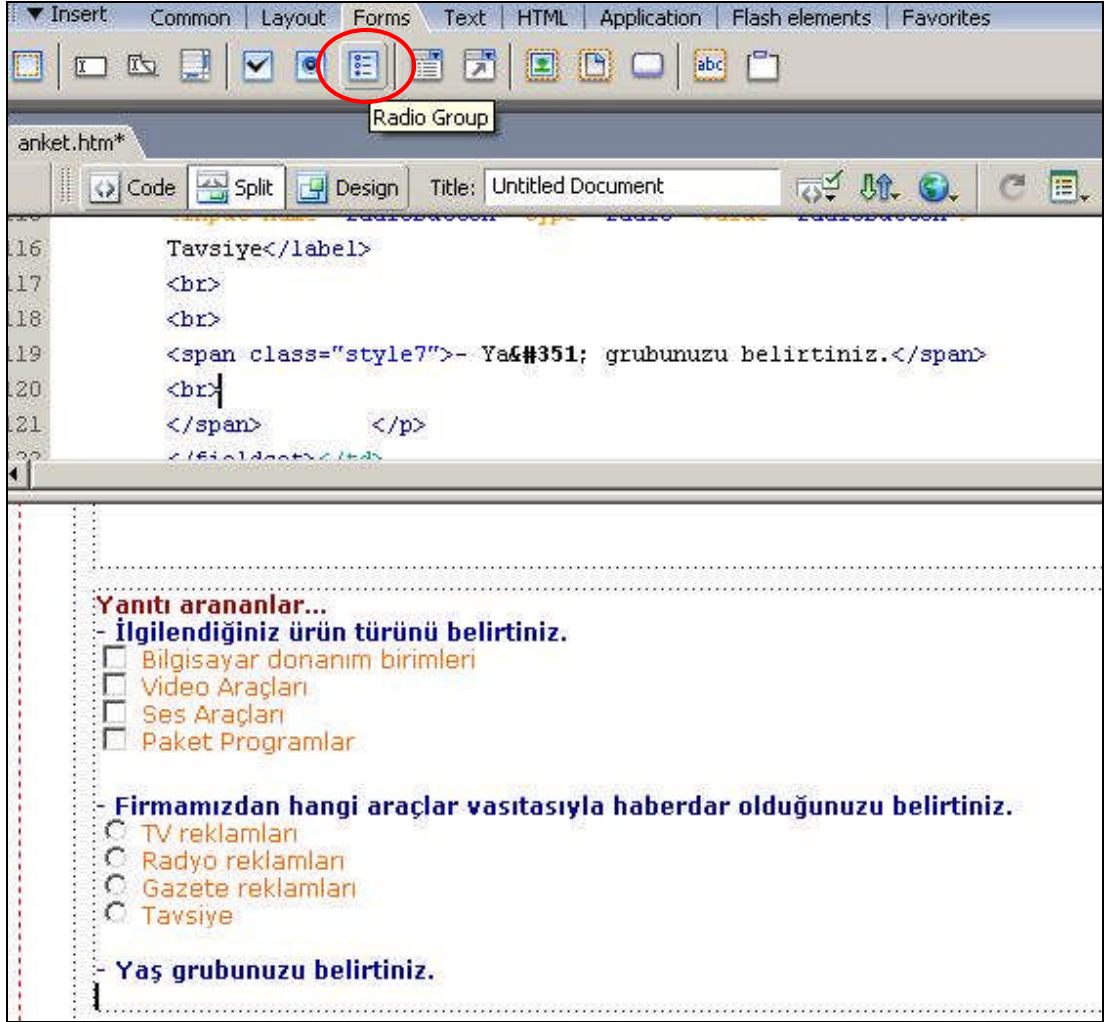 ▼ Insert Common | Layout Forms Text | HTML | Application | Flash elements | Favorites
abc
Radio Group
anket.htm*
Code Split Design Title: Untitled Document
116 Tavsiye</label>
117 <br>
118 <br>
119 <span class="style7">- Ya&#351; grubunuzu belirtiniz.</span>
120 <br>
121 </span> </p>
</fieldset></td>
Yanıtı arananlar...
- İlgilendiğiniz ürün türünü belirtiniz.
Bilgisayar donanım birimleri
Video Araçları
Ses Araçları
Paket Programlar
- Firmamızdan hangi araçlar vasıtasıyla haberdar olduğunuzu belirtiniz.
TV reklamları
Radyo reklamları
Gazete reklamları
Tavsiye
- Yaş grubunuzu belirtiniz.